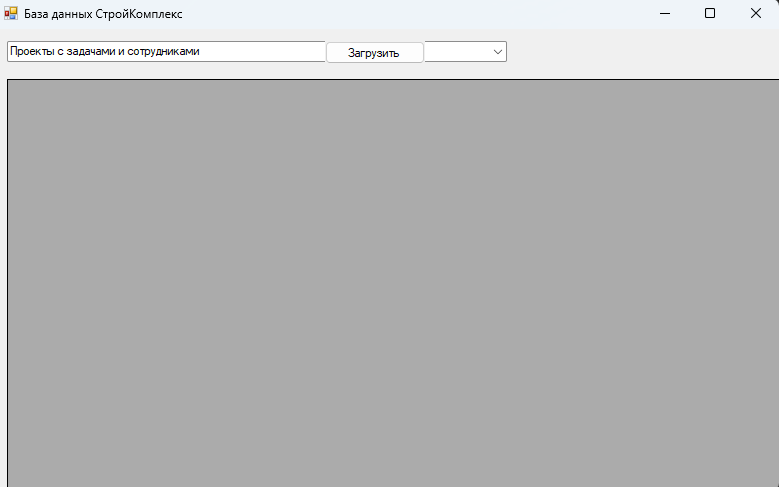 База данных СтройКомплекс
Проекты с задачами и сотрудниками
Загрузить